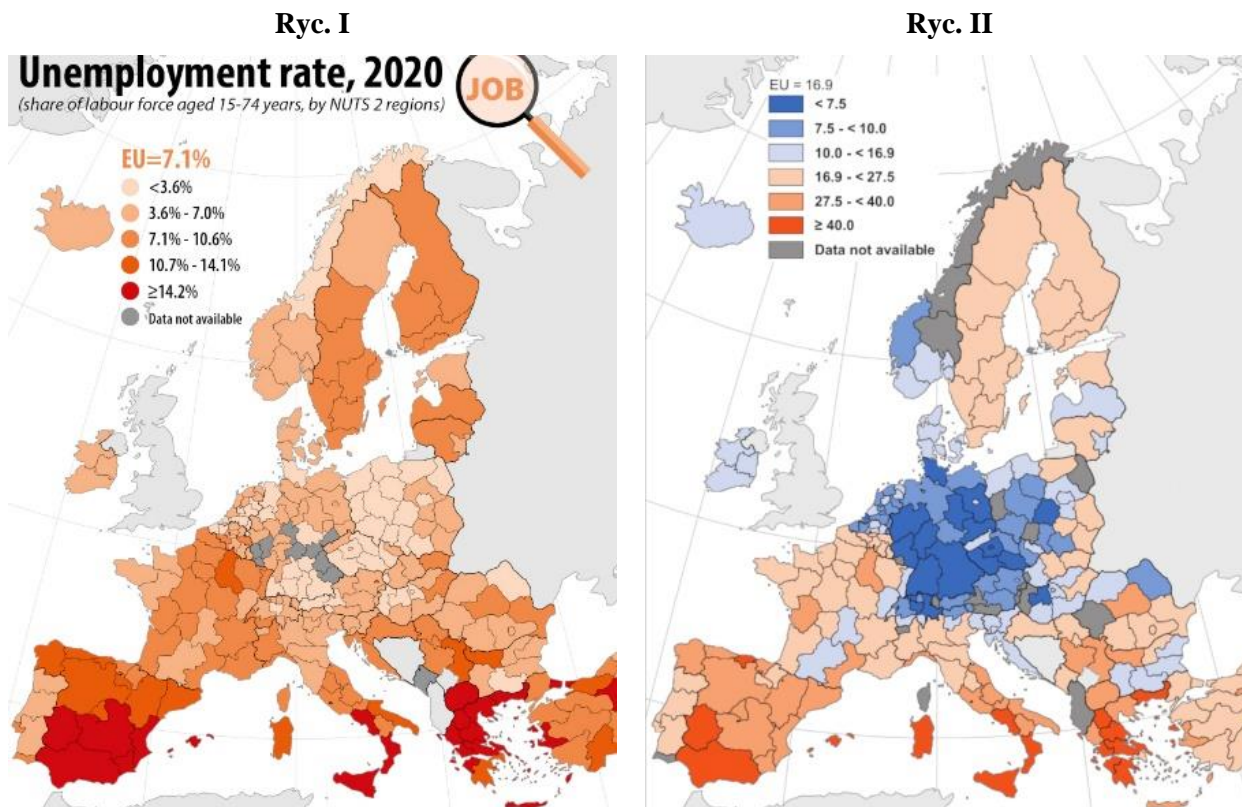 Ryc. I
Ryc. II
Unemployment rate, 2020
(share of labour force aged 15-74 years, by NUTS 2 regions)
JOB
EU=7.1%
<3.6%
3.6% - 7.0%
7.1% - 10.6%
10.7% - 14.1%
≥14.2%
Data not available
EU = 16.9
< 7.5
7.5 - < 10.0
10.0 - < 16.9
16.9 - < 27.5
27.5 - < 40.0
≥ 40.0
Data not available